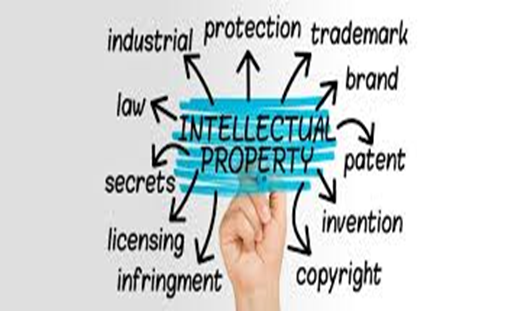 industrial protection trademark
brand
law
INTELLECTUAL
PROPERTY
patent
secrets
invention
licensing
infringment copyright